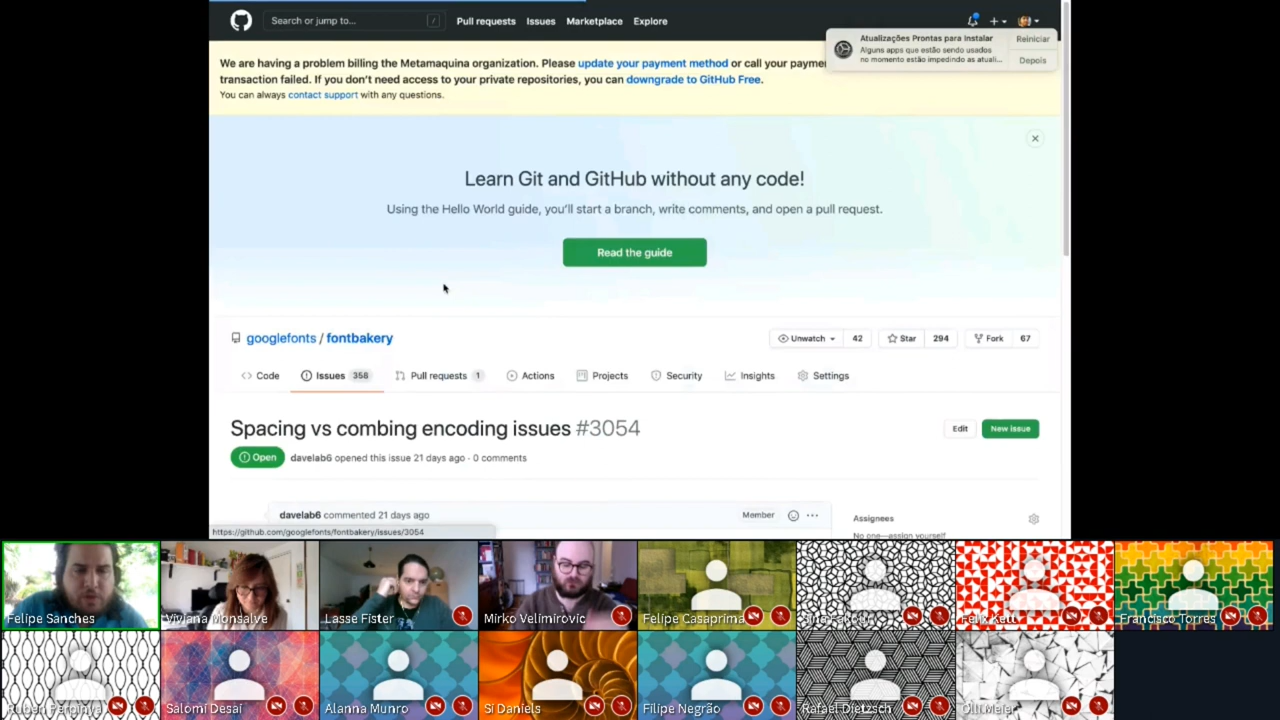 Search or jump to... / Pull requests Issues Marketplace Explore
Atualizações Prontas para Instalar
Alguns apps que estão sendo usados
no momento estão impedindo as atuali...
Reiniciar
Depois
We are having a problem billing the Metamaquina organization. Please update your payment method or call your payme
transaction failed. If you don't need access to your private repositories, you can downgrade to GitHub Free.
You can always contact support with any questions.
Learn Git and GitHub without any code!
Using the Hello World guide, you'll start a branch, write comments, and open a pull request.
Read the guide
googlefonts / fontbakery
Unwatch 42 Star 294 Fork 67
Code Issues 358 Pull requests 1 Actions Projects Security Insights Settings
Spacing vs combing encoding issues #3054
Edit New issue
Open davelab6 opened this issue 21 days ago · 0 comments
davelab6 commented 21 days ago Member
Assignees
No one—assign yourself
https://github.com/googlefonts/fontbakery/issues/3054
Felipe Sanches Viviana Monsalve Lasse Fister Mirko Velimirovic Felipe Casaprima Felix Kett Francisco Torres
Ruben Perpinya Salomi Desai Alanna Munro Si Daniels Filipe Negrão Rafael Dietzsch Olli Meier